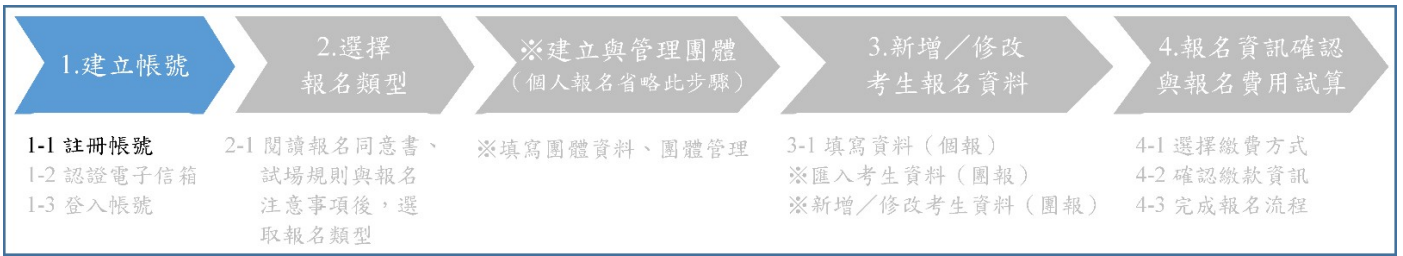 1.建立帳號
2.選擇
報名類型
※建立與管理團體
（個人報名省略此步驟）
3.新增／修改
考生報名資料
4.報名資訊確認
與報名費用試算
1-1 註冊帳號
1-2 認證電子信箱
1-3 登入帳號
2-1 閱讀報名同意書、
試場規則與報名
注意事項後，選
取報名類型
※填寫團體資料、團體管理
3-1 填寫資料（個報）
※匯入考生資料（團報）
※新增／修改考生資料（團報）
4-1 選擇繳費方式
4-2 確認繳款資訊
4-3 完成報名流程